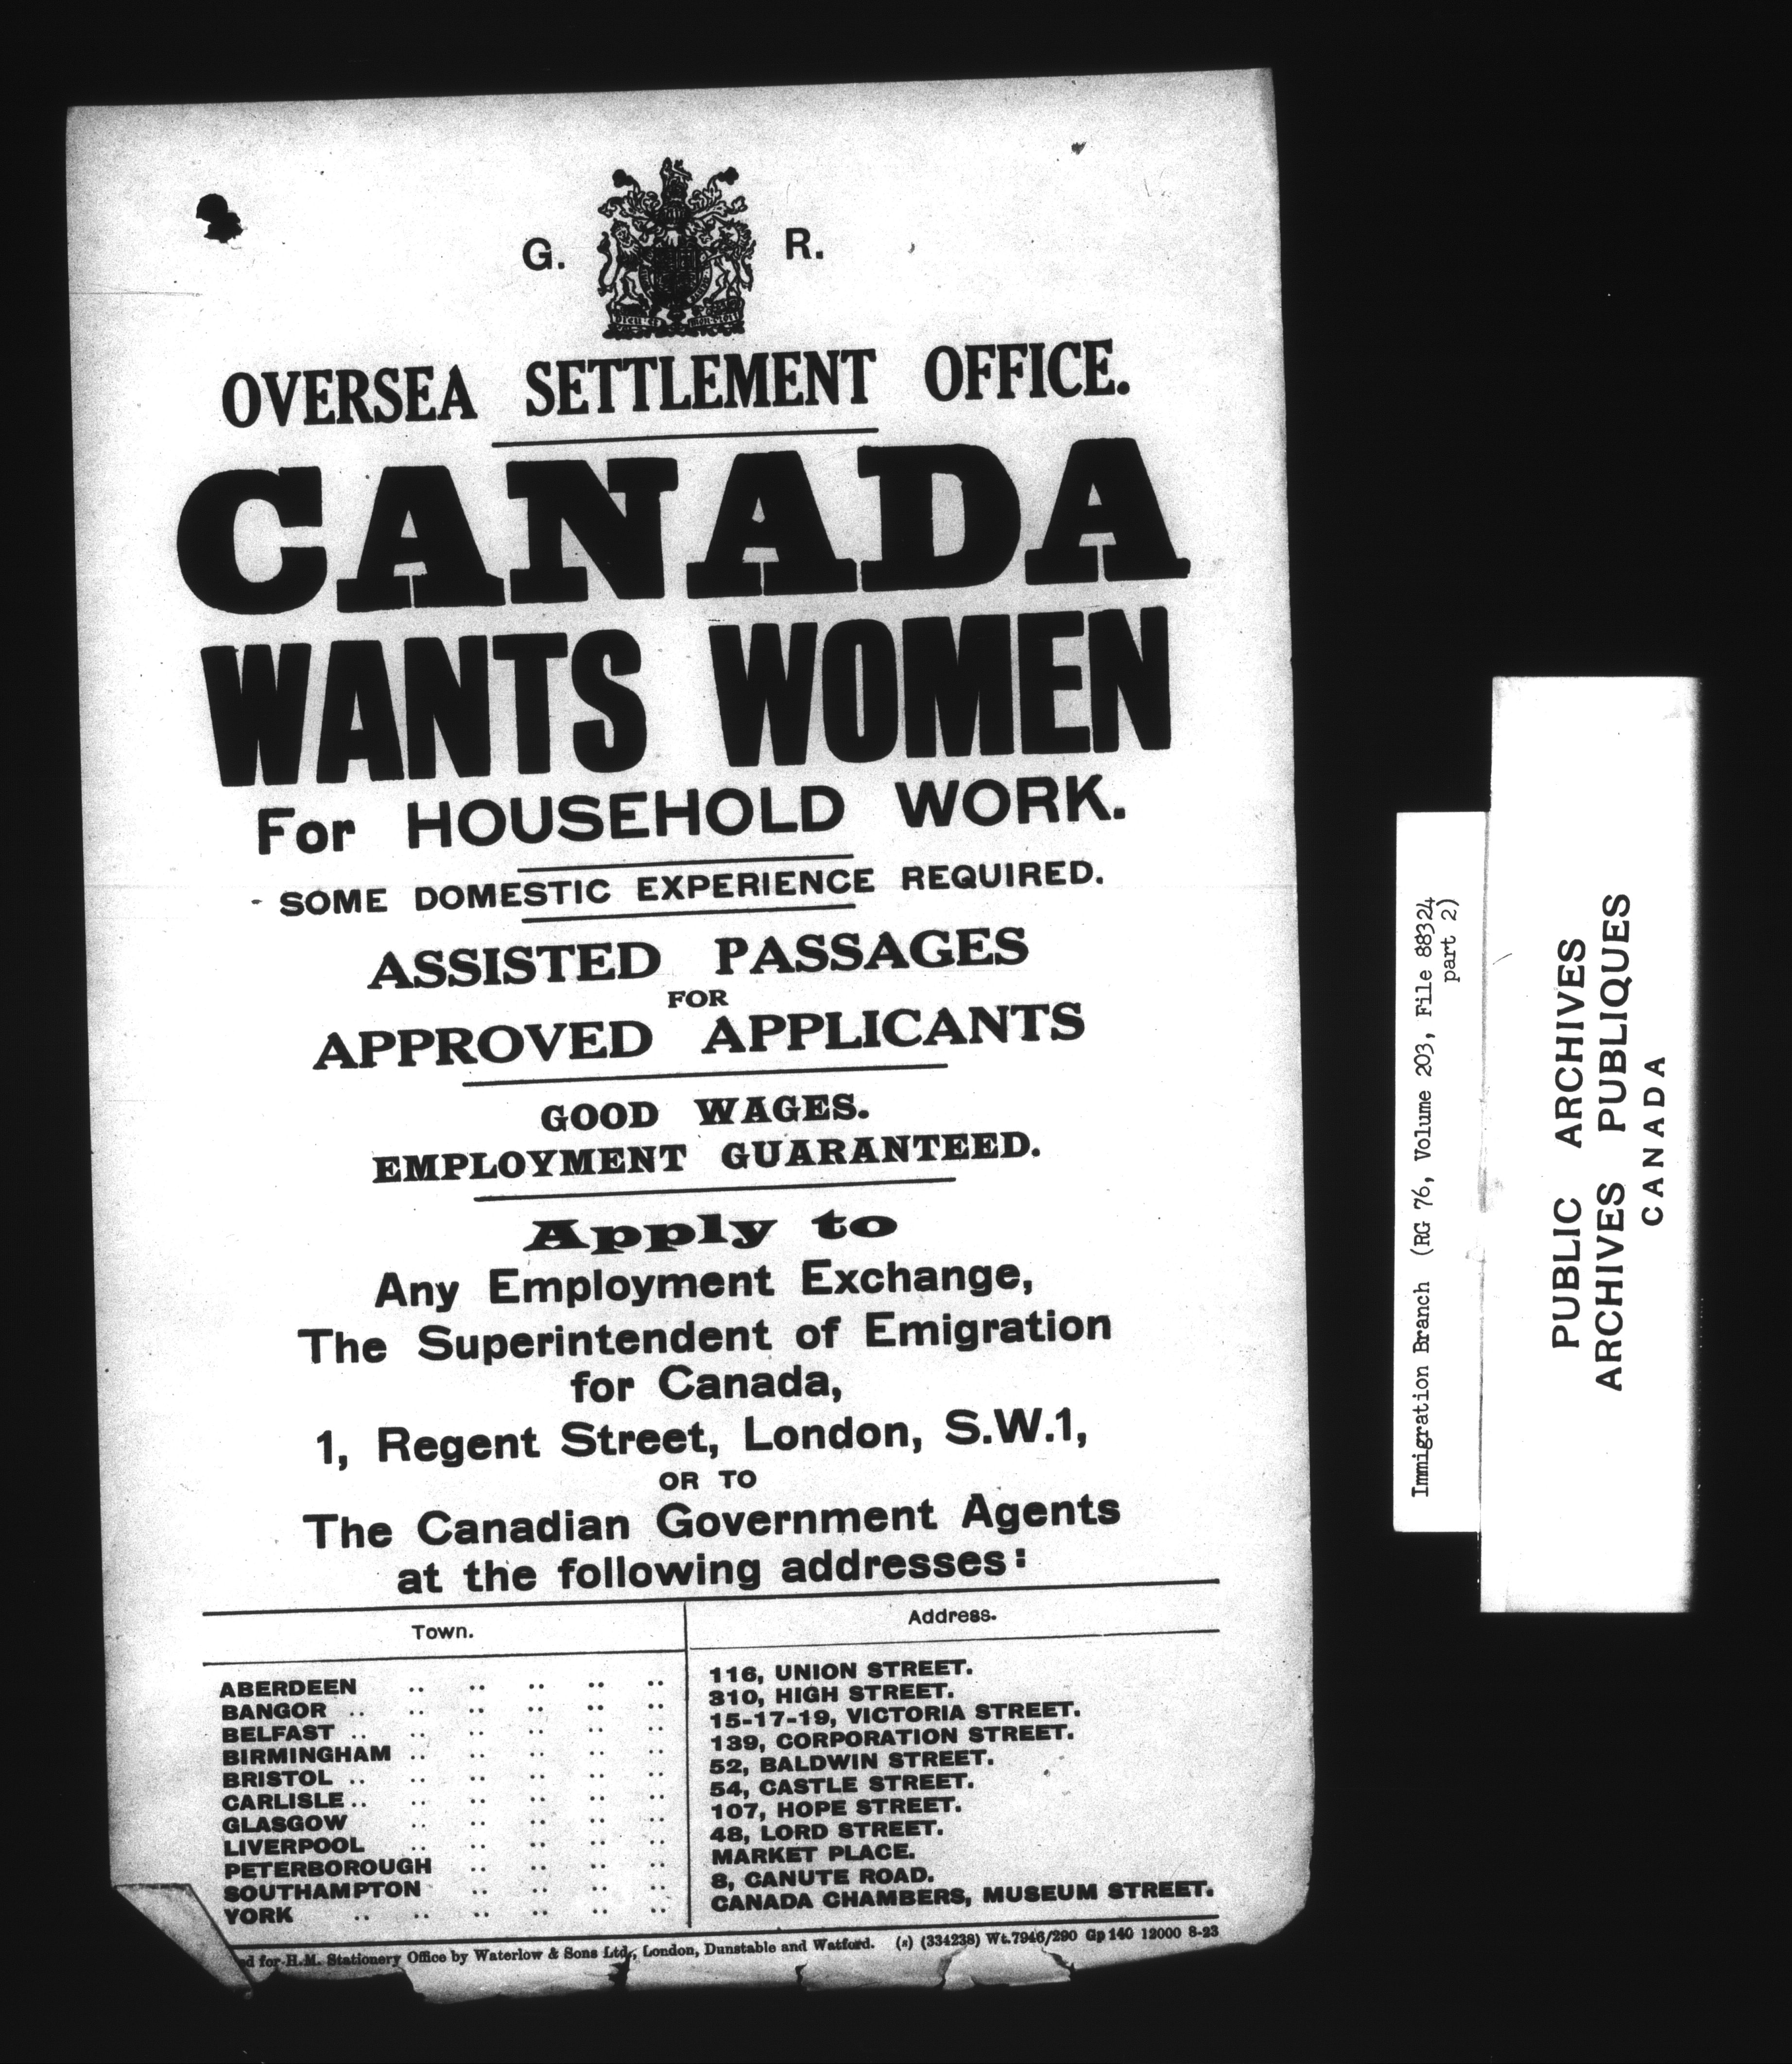 G. R.
Dieu et mon droit
OVERSEA SETTLEMENT OFFICE.
CANADA
WANTS WOMEN
For HOUSEHOLD WORK.
SOME DOMESTIC EXPERIENCE REQUIRED.
ASSISTED PASSAGES
FOR
APPROVED APPLICANTS
GOOD WAGES.
EMPLOYMENT GUARANTEED.
Apply to
Any Employment Exchange,
The Superintendent of Emigration
for Canada,
1, Regent Street, London, S.W.1,
OR TO
The Canadian Government Agents
at the following addresses:
Town. Address.
ABERDEEN .. .. .. .. .. 116, UNION STREET.
BANGOR .. .. .. .. .. .. 310, HIGH STREET.
BELFAST .. .. .. .. .. .. 15-17-19, VICTORIA STREET.
BIRMINGHAM .. .. .. .. .. 139, CORPORATION STREET.
BRISTOL .. .. .. .. .. .. 52, BALDWIN STREET.
CARLISLE .. .. .. .. .. .. 54, CASTLE STREET.
GLASGOW .. .. .. .. .. 107, HOPE STREET.
LIVERPOOL .. .. .. .. .. 48, LORD STREET.
PETERBOROUGH .. .. .. .. MARKET PLACE.
SOUTHAMPTON .. .. .. .. 8, CANUTE ROAD.
YORK .. .. .. .. .. .. CANADA CHAMBERS, MUSEUM STREET.
ed for H.M. Stationery Office by Waterlow & Sons Ltd., London, Dunstable and Watford. (s) (334238) Wt.7946/290 Gp 140 12000 8-23
Immigration Branch (RG 76, Volume 203, File 88324
part 2)
PUBLIC ARCHIVES
ARCHIVES PUBLIQUES
CANADA